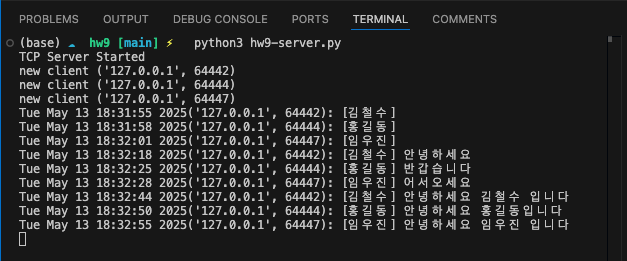 PROBLEMS OUTPUT DEBUG CONSOLE PORTS TERMINAL COMMENTS
(base) ☁ hw9 [main] ⚡ python3 hw9-server.py
TCP Server Started
new client ('127.0.0.1', 64442)
new client ('127.0.0.1', 64444)
new client ('127.0.0.1', 64447)
Tue May 13 18:31:55 2025('127.0.0.1', 64442): [김철수]
Tue May 13 18:31:58 2025('127.0.0.1', 64444): [홍길동]
Tue May 13 18:32:01 2025('127.0.0.1', 64447): [임우진]
Tue May 13 18:32:18 2025('127.0.0.1', 64442): [김철수] 안녕하세요
Tue May 13 18:32:25 2025('127.0.0.1', 64444): [홍길동] 반갑습니다
Tue May 13 18:32:28 2025('127.0.0.1', 64447): [임우진] 어서오세요
Tue May 13 18:32:44 2025('127.0.0.1', 64442): [김철수] 안녕하세요 김철수 입니다
Tue May 13 18:32:50 2025('127.0.0.1', 64444): [홍길동] 안녕하세요 홍길동입니다
Tue May 13 18:32:55 2025('127.0.0.1', 64447): [임우진] 안녕하세요 임우진 입니다